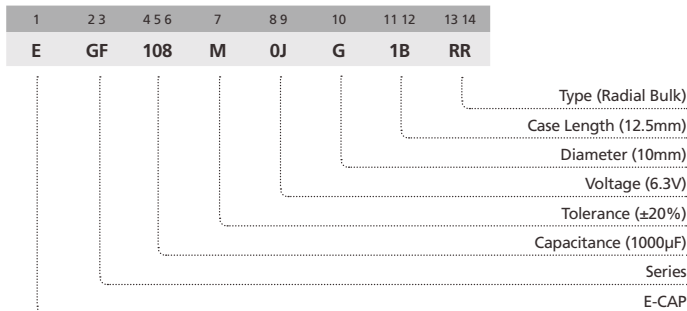 1 2 3 4 5 6 7 8 9 10 11 12 13 14
E GF 108 M 0J G 1B RR
Type (Radial Bulk)
Case Length (12.5mm)
Diameter (10mm)
Voltage (6.3V)
Tolerance (±20%)
Capacitance (1000µF)
Series
E-CAP